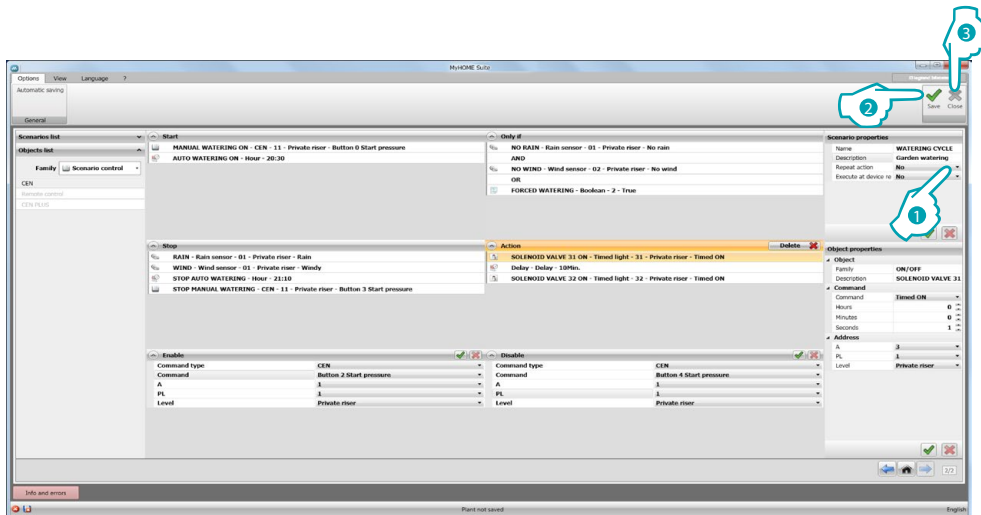 3
MyHOME Suite
Options View Language ?
Automatic saving
General
2
Save Close
Scenarios list
Objects list
Family Scenario control
CEN
Remote control
CEN PLUS
Start
MANUAL WATERING ON - CEN - 11 - Private riser - Button 0 Start pressure
AUTO WATERING ON - Hour - 20:30
Only if
NO RAIN - Rain sensor - 01 - Private riser - No rain
AND
NO WIND - Wind sensor - 02 - Private riser - No wind
OR
FORCED WATERING - Boolean - 2 - True
Scenario properties
Name WATERING CYCLE
Description Garden watering
Repeat action No
Execute at device re No
1
Stop
RAIN - Rain sensor - 01 - Private riser - Rain
WIND - Wind sensor - 01 - Private riser - Windy
STOP AUTO WATERING - Hour - 21:10
STOP MANUAL WATERING - CEN - 11 - Private riser - Button 3 Start pressure
Action Delete
SOLENOID VALVE 31 ON - Timed light - 31 - Private riser - Timed ON
Delay - Delay - 10Min.
SOLENOID VALVE 32 ON - Timed light - 32 - Private riser - Timed ON
Object properties
Object
Family ON/OFF
Description SOLENOID VALVE 31
Command
Command Timed ON
Hours 0
Minutes 0
Seconds 1
Address
A 3
PL 1
Level Private riser
Enable
Command type CEN
Command Button 2 Start pressure
A 1
PL 1
Level Private riser
Disable
Command type CEN
Command Button 4 Start pressure
A 1
PL 1
Level Private riser
2/2
Info and errors
Plant not saved
English